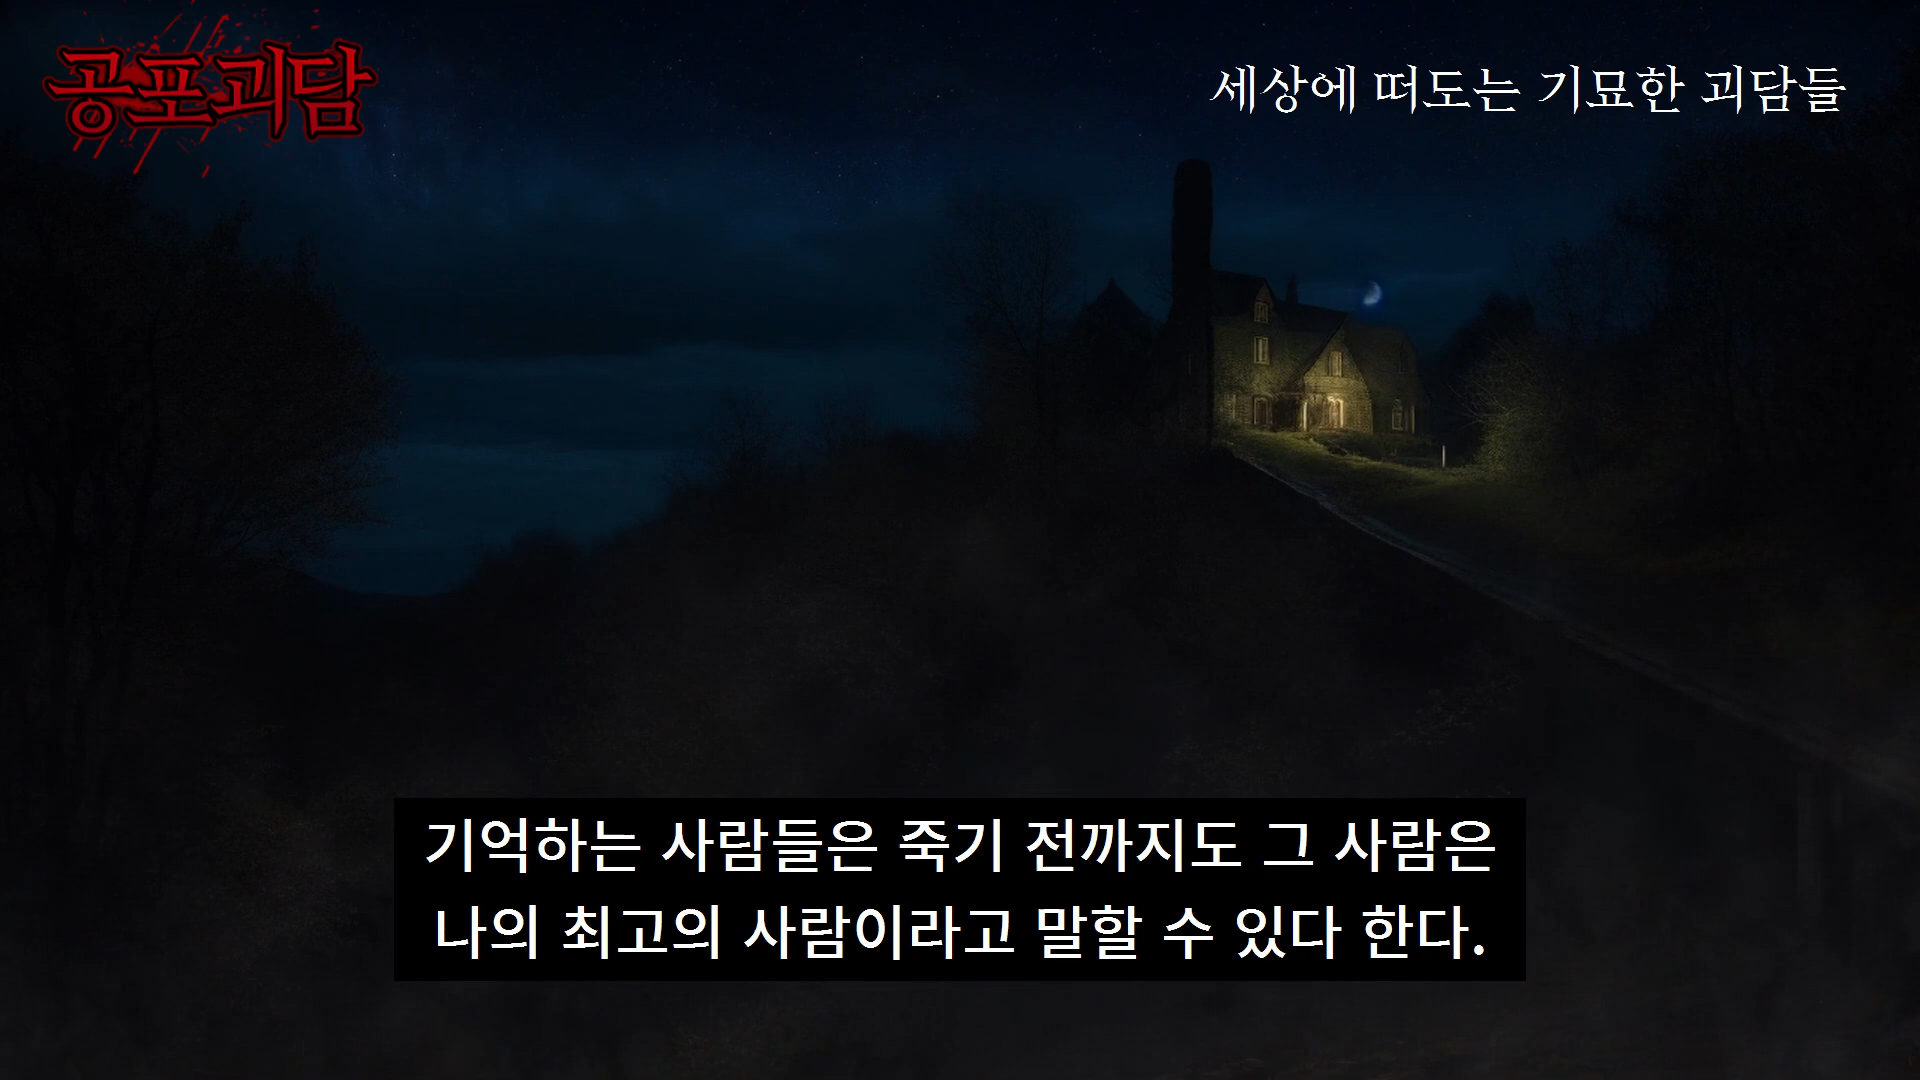 공포괴담
세상에 떠도는 기묘한 괴담들
기억하는 사람들은 죽기 전까지도 그 사람은
나의 최고의 사람이라고 말할 수 있다 한다.